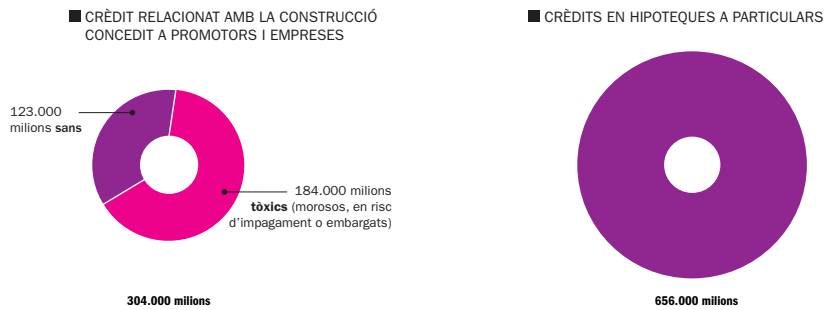 CRÈDIT RELACIONAT AMB LA CONSTRUCCIÓ
CONCEDIT A PROMOTORS I EMPRESES
123.000
milions sans
184.000 milions
tòxics (morosos, en risc
d’impagament o embargats)
304.000 milions
CRÈDITS EN HIPOTEQUES A PARTICULARS
656.000 milions